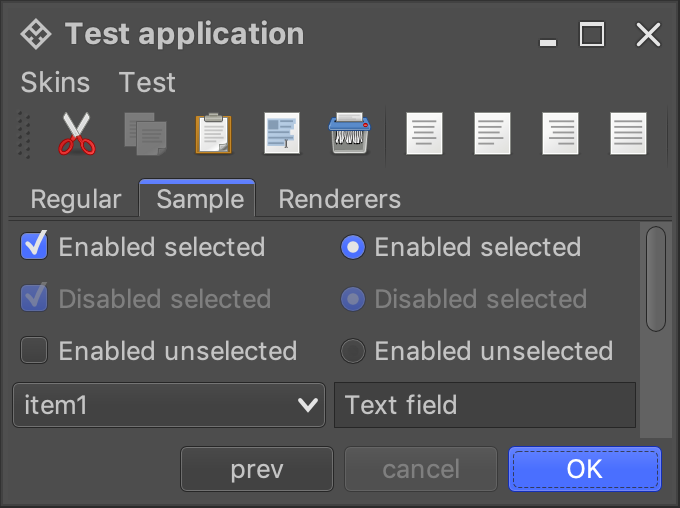 Test application
Skins Test
Regular Sample Renderers
Enabled selected Enabled selected
Disabled selected Disabled selected
Enabled unselected Enabled unselected
item1 Text field
prev cancel OK